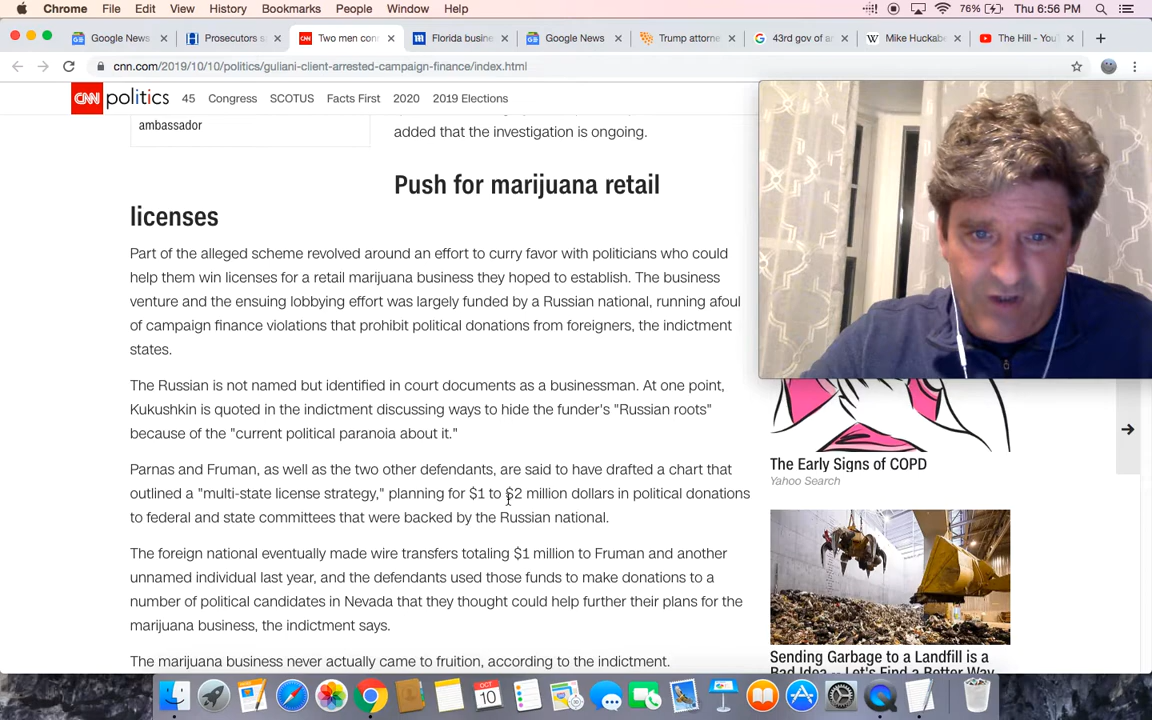 Chrome File Edit View History Bookmarks People Window Help 76% Thu 6:56 PM
Google News Prosecutors s Two men con Florida busine Google News Trump attorne 43rd gov of a Mike Huckab The Hill - You
cnn.com/2019/10/10/politics/guliani-client-arrested-campaign-finance/index.html
CNN politics 45 Congress SCOTUS Facts First 2020 2019 Elections
ambassador
added that the investigation is ongoing.
Push for marijuana retail
licenses
Part of the alleged scheme revolved around an effort to curry favor with politicians who could
help them win licenses for a retail marijuana business they hoped to establish. The business
venture and the ensuing lobbying effort was largely funded by a Russian national, running afoul
of campaign finance violations that prohibit political donations from foreigners, the indictment
states.
The Russian is not named but identified in court documents as a businessman. At one point,
Kukushkin is quoted in the indictment discussing ways to hide the funder's "Russian roots"
because of the "current political paranoia about it."
Parnas and Fruman, as well as the two other defendants, are said to have drafted a chart that
outlined a "multi-state license strategy," planning for $1 to $2 million dollars in political donations
to federal and state committees that were backed by the Russian national.
The foreign national eventually made wire transfers totaling $1 million to Fruman and another
unnamed individual last year, and the defendants used those funds to make donations to a
number of political candidates in Nevada that they thought could help further their plans for the
marijuana business, the indictment says.
The marijuana business never actually came to fruition, according to the indictment.
The Early Signs of COPD
Yahoo Search
Sending Garbage to a Landfill is a
Bad Idea — Let's Find a Better Way
OCT
10